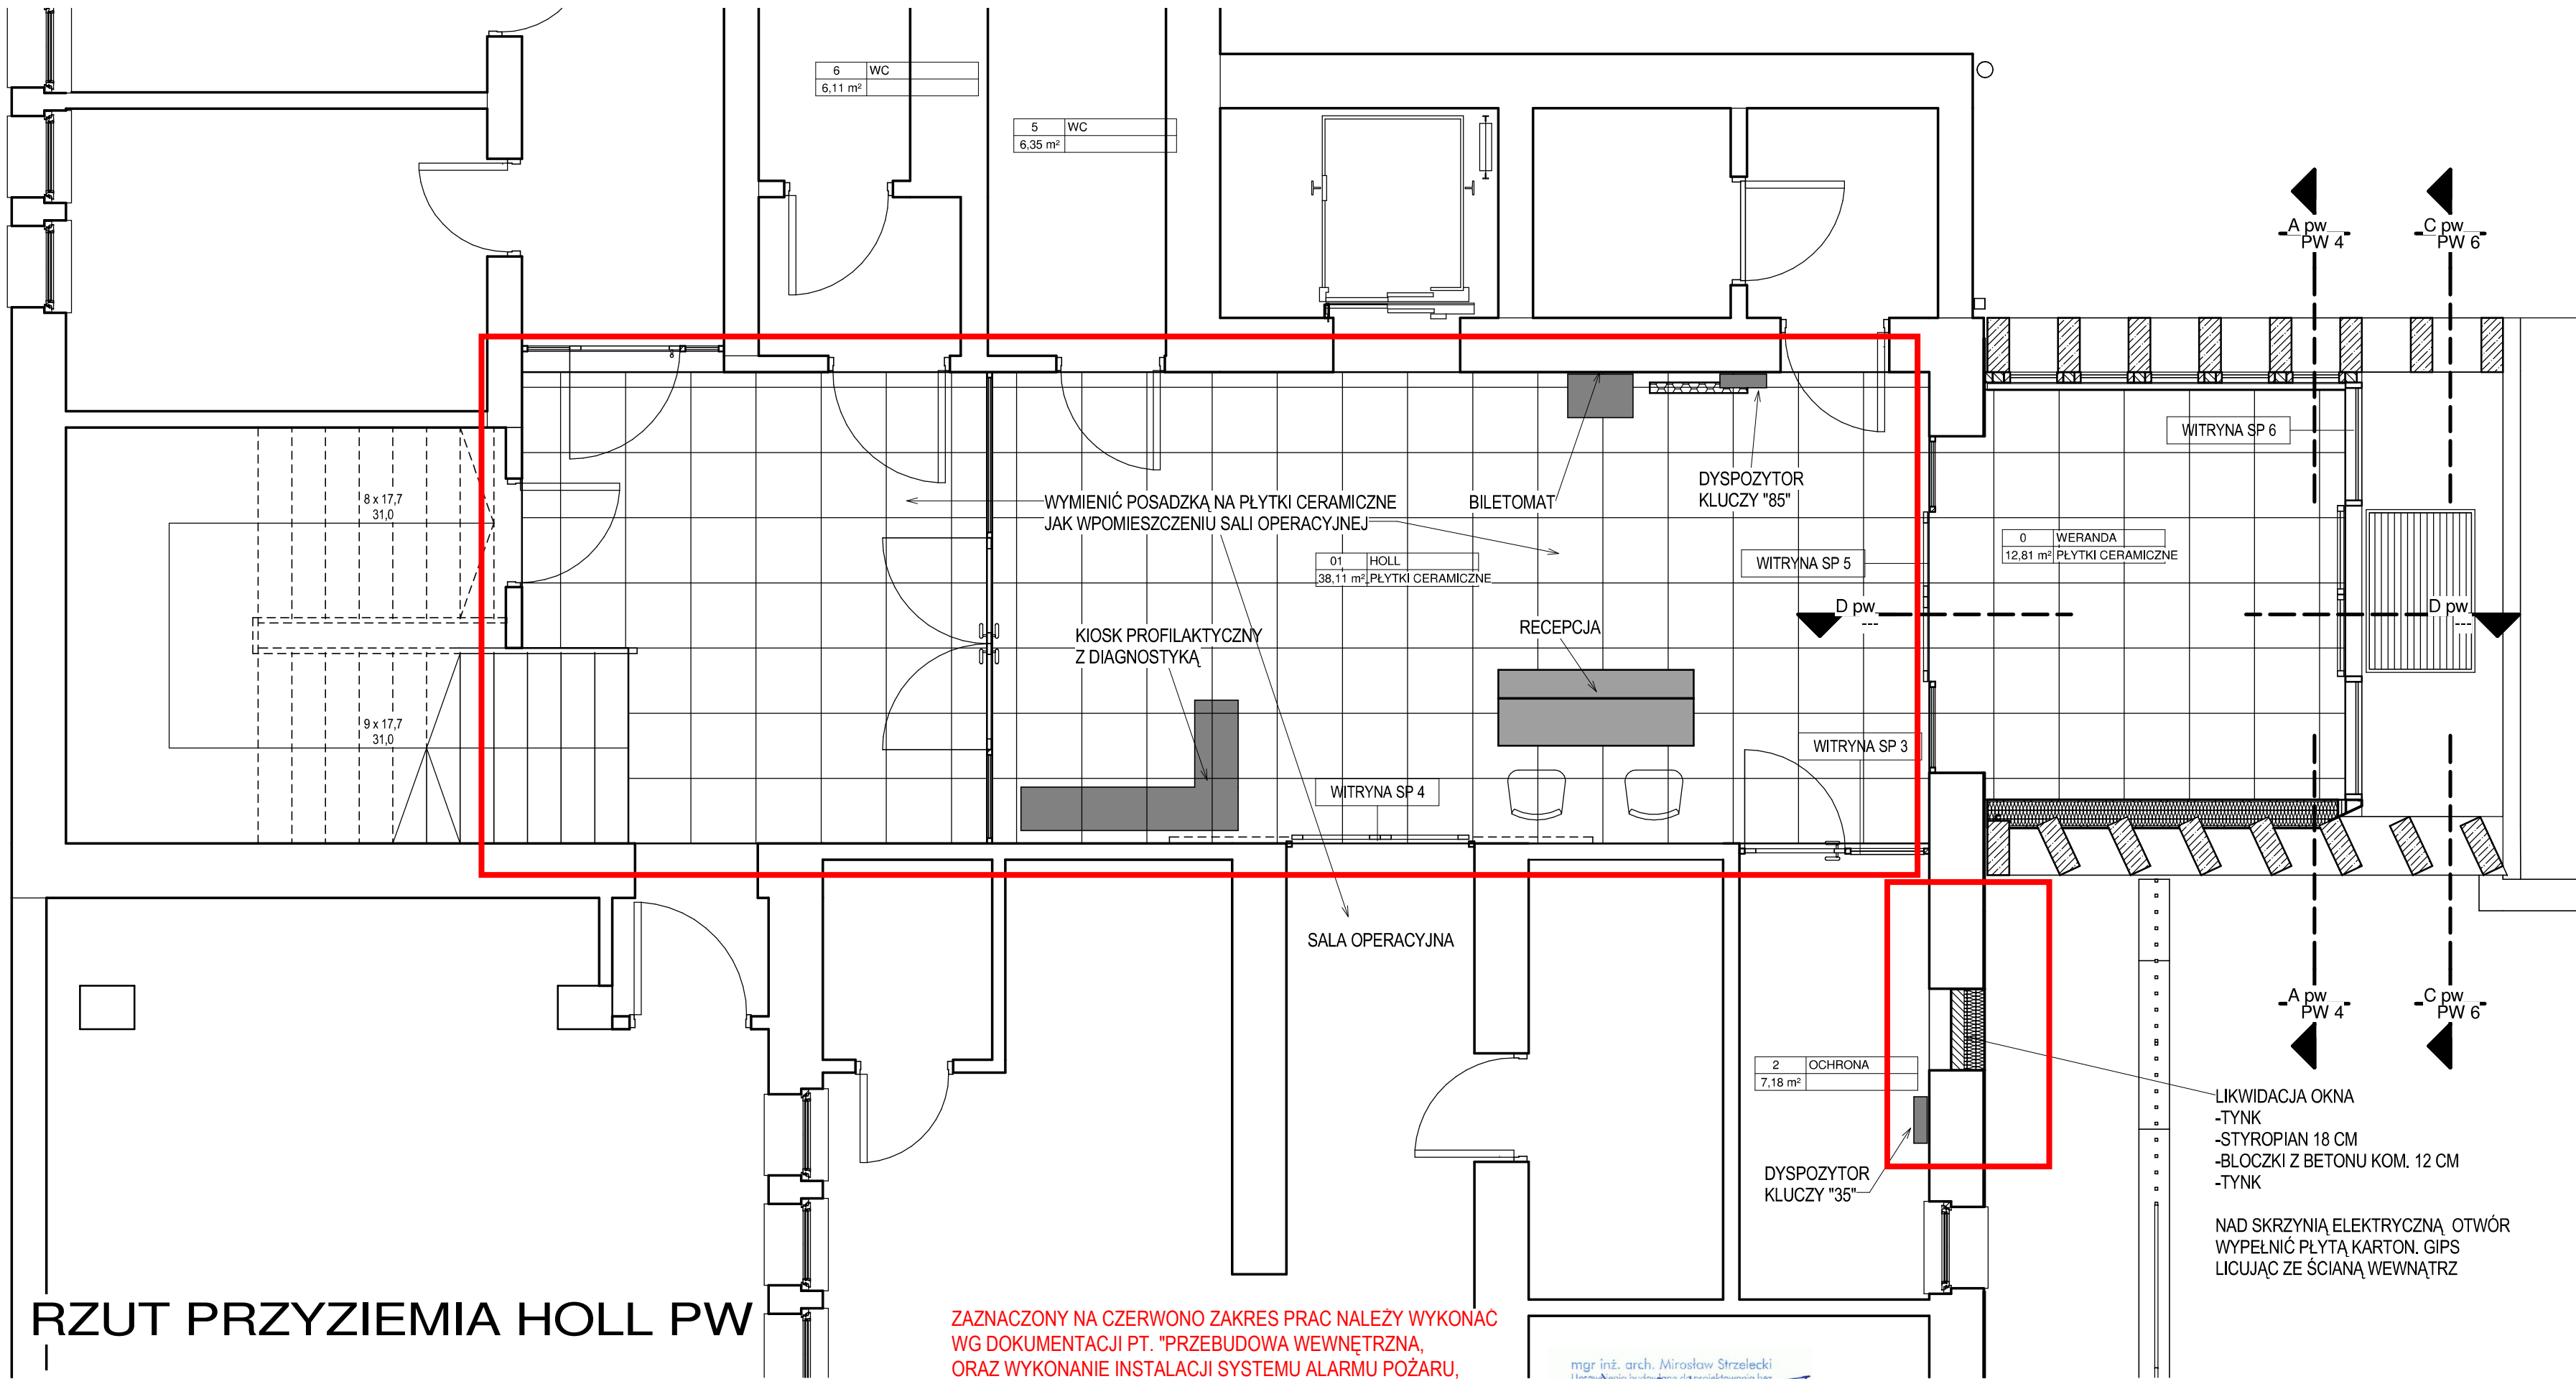 6 WC
6,11 m²
5 WC
6,35 m²
A pw
PW 4
C pw
PW 6
WITRYNA SP 6
8 x 17,7
31,0
WYMIENIĆ POSADZKĄ NA PŁYTKI CERAMICZNE
JAK WPOMIESZCZENIU SALI OPERACYJNEJ
BILETOMAT
DYSPOZYTOR
KLUCZY "85"
01 HOLL
38,11 m² PŁYTKI CERAMICZNE
WITRYNA SP 5
0 WERANDA
12,81 m² PŁYTKI CERAMICZNE
D pw
---
D pw
---
KIOSK PROFILAKTYCZNY
Z DIAGNOSTYKĄ
RECEPCJA
9 x 17,7
31,0
WITRYNA SP 3
WITRYNA SP 4
SALA OPERACYJNA
A pw
PW 4
C pw
PW 6
2 OCHRONA
7,18 m²
LIKWIDACJA OKNA
-TYNK
-STYROPIAN 18 CM
-BLOCZKI Z BETONU KOM. 12 CM
-TYNK
DYSPOZYTOR
KLUCZY "35"
NAD SKRZYNIĄ ELEKTRYCZNĄ OTWÓR
WYPEŁNIĆ PŁYTĄ KARTON. GIPS
LICUJĄC ZE ŚCIANĄ WEWNĄTRZ
RZUT PRZYZIEMIA HOLL PW
ZAZNACZONY NA CZERWONO ZAKRES PRAC NALEŻY WYKONAĆ
WG DOKUMENTACJI PT. "PRZEBUDOWA WEWNĘTRZNA,
ORAZ WYKONANIE INSTALACJI SYSTEMU ALARMU POŻARU,
mgr inż. arch. Mirosław Strzelecki